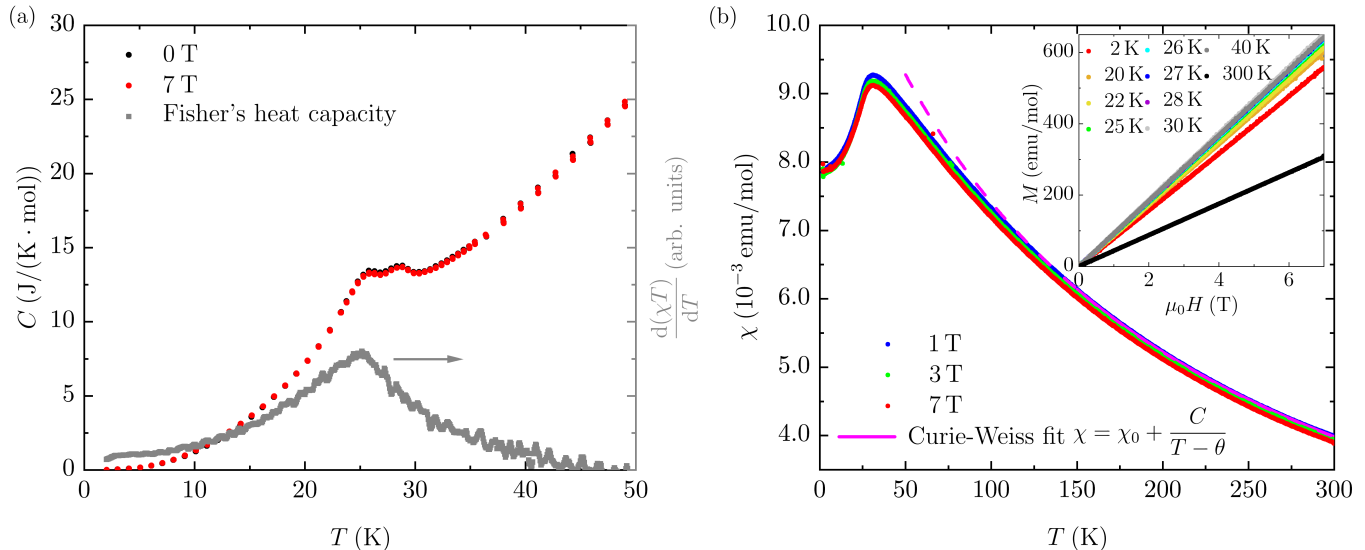 (a)
30
25
20
15
10
5
0
C (J/(K · mol))
0 T
7 T
Fisher's heat capacity
d(χT)
dT
(arb. units)
0 10 20 30 40 50
T (K)
(b)
10.0
9.0
8.0
7.0
6.0
5.0
4.0
χ (10⁻³ emu/mol)
1 T
3 T
7 T
Curie-Weiss fit χ = χ₀ + C / (T − θ)
0 50 100 150 200 250 300
T (K)
600
400
200
0
M (emu/mol)
2 K 26 K 40 K
20 K 27 K 300 K
22 K 28 K
25 K 30 K
0 2 4 6
μ₀H (T)